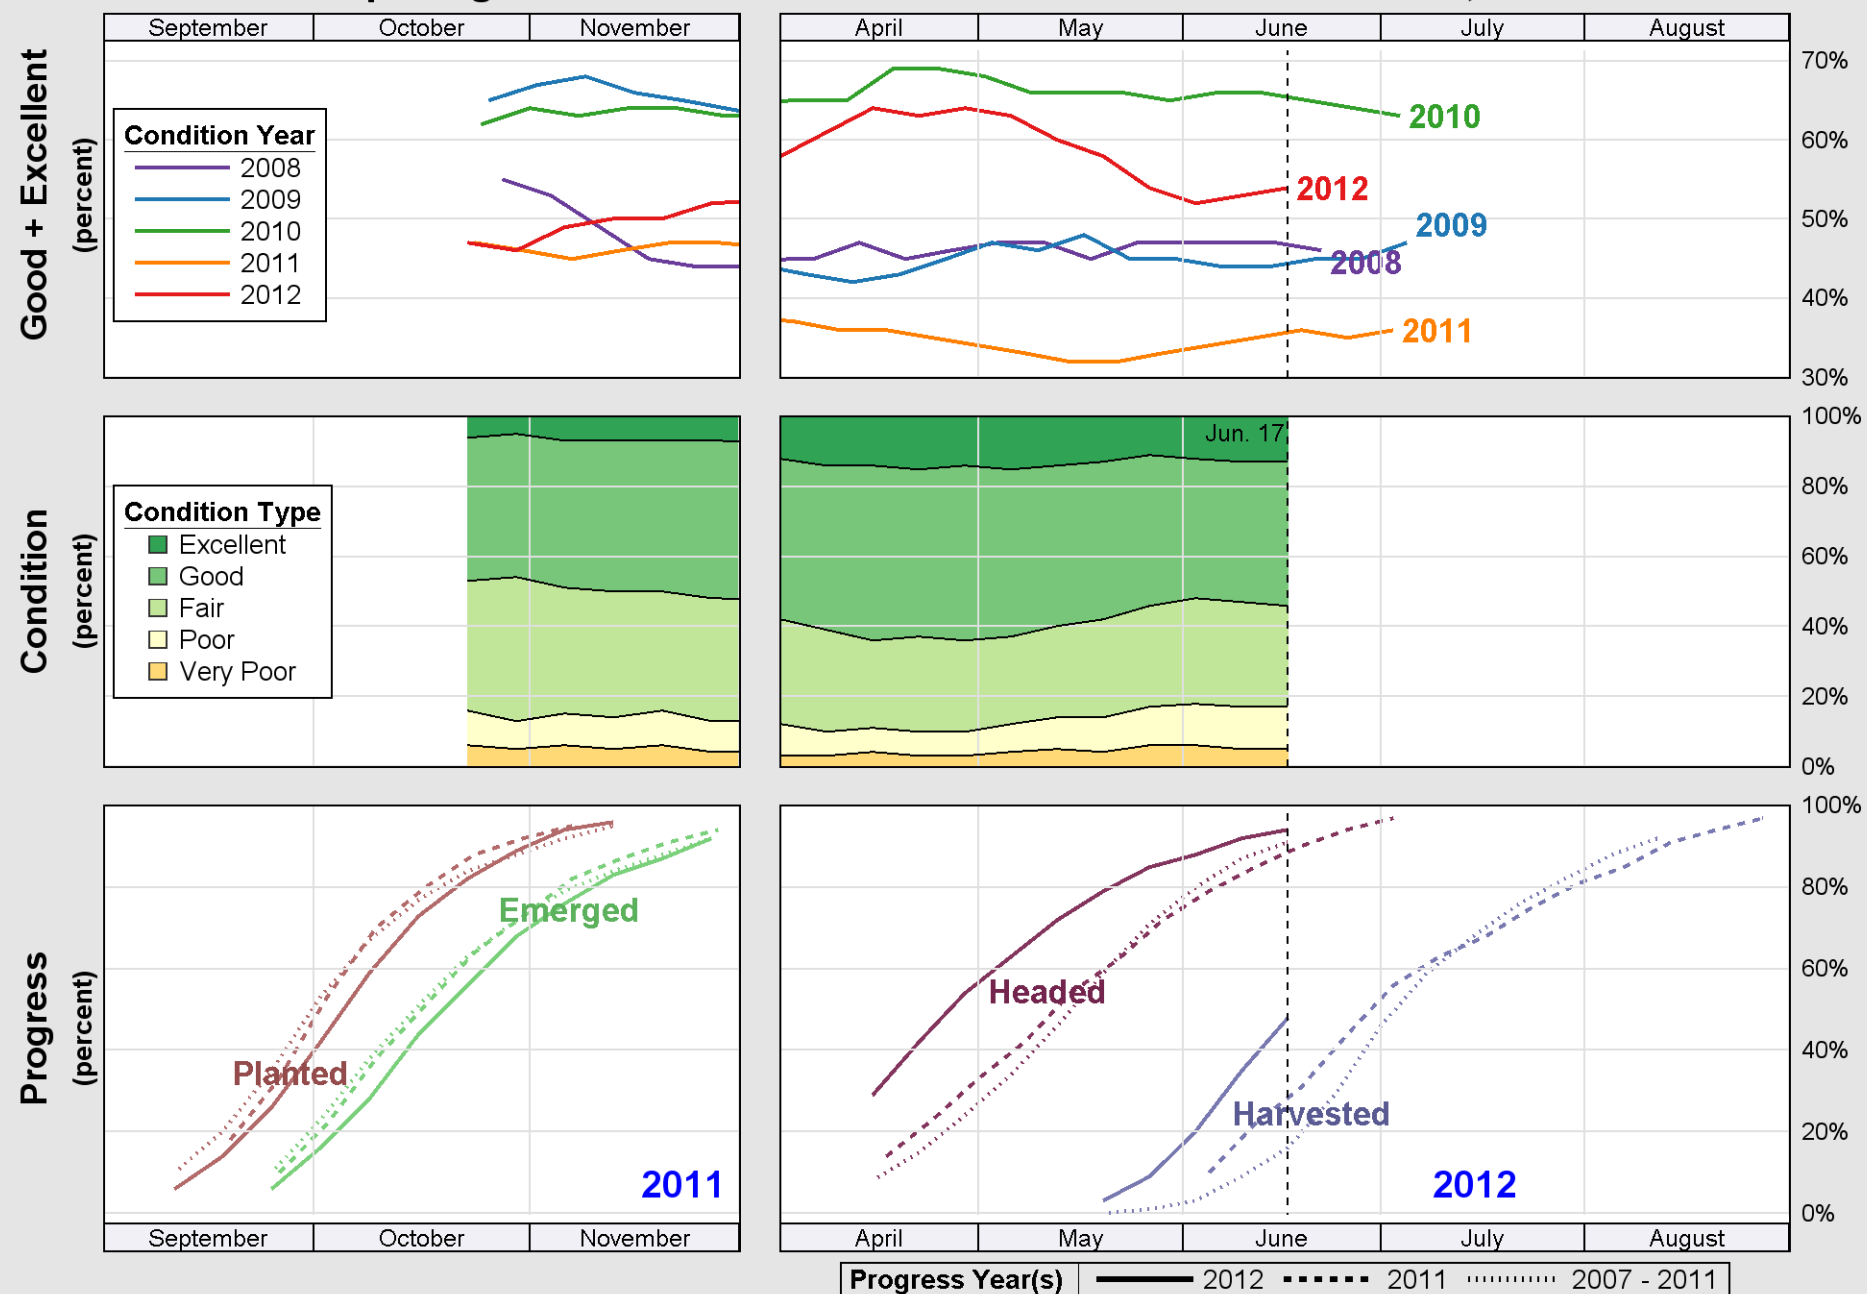 September October November April May June July August
Good + Excellent
(percent)
70%
60%
50%
40%
30%
Condition Year
2008
2009
2010
2011
2012
2010
2012
2009
2008
2011
Condition
(percent)
100%
80%
60%
40%
20%
0%
Jun. 17
Condition Type
Excellent
Good
Fair
Poor
Very Poor
Progress
(percent)
100%
80%
60%
40%
20%
0%
Emerged
Planted
Headed
Harvested
2011
2012
September October November April May June July August
Progress Year(s) 2012 2011 2007 - 2011